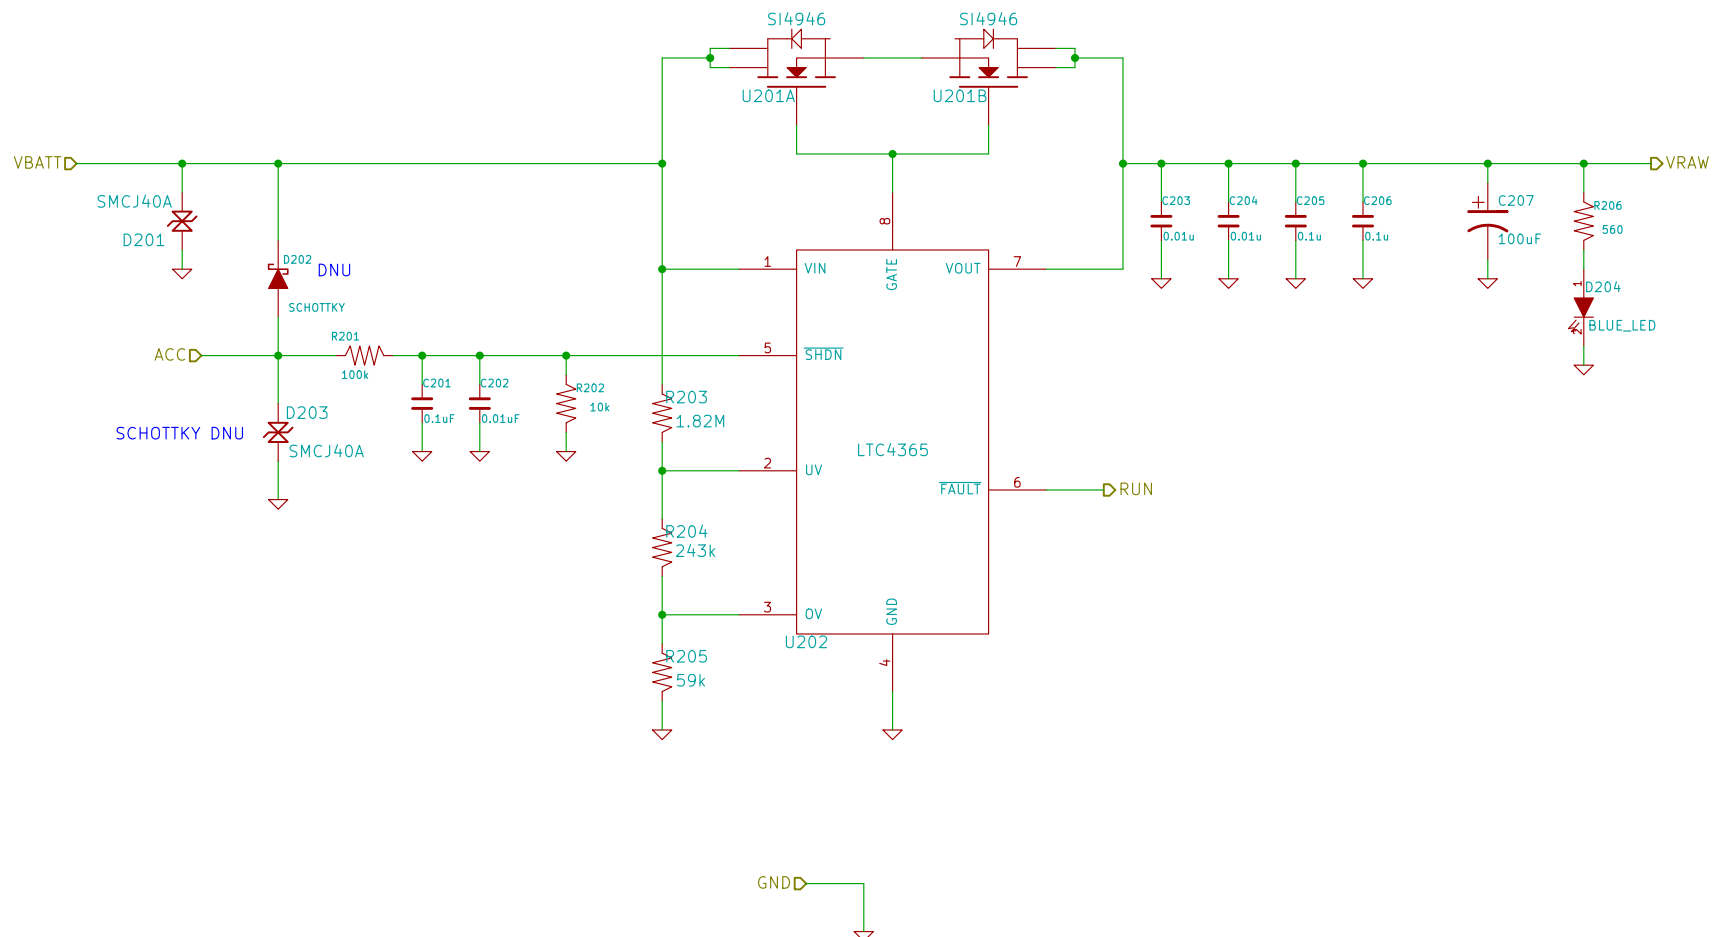 SI4946
SI4946
U201A
U201B
VBATT
VRAW
SMCJ40A
D201
D202
DNU
SCHOTTKY
ACC
R201
100k
C201
0.1uF
C202
0.01uF
R202
10k
SCHOTTKY DNU
D203
SMCJ40A
R203
1.82M
R204
243k
R205
59k
8
GATE
1
VIN
VOUT
7
5
SHDN
LTC4365
2
UV
FAULT
6
RUN
3
OV
GND
U202
4
C203
0.01u
C204
0.01u
C205
0.1u
C206
0.1u
C207
100uF
R206
560
1
D204
2
BLUE_LED
GND